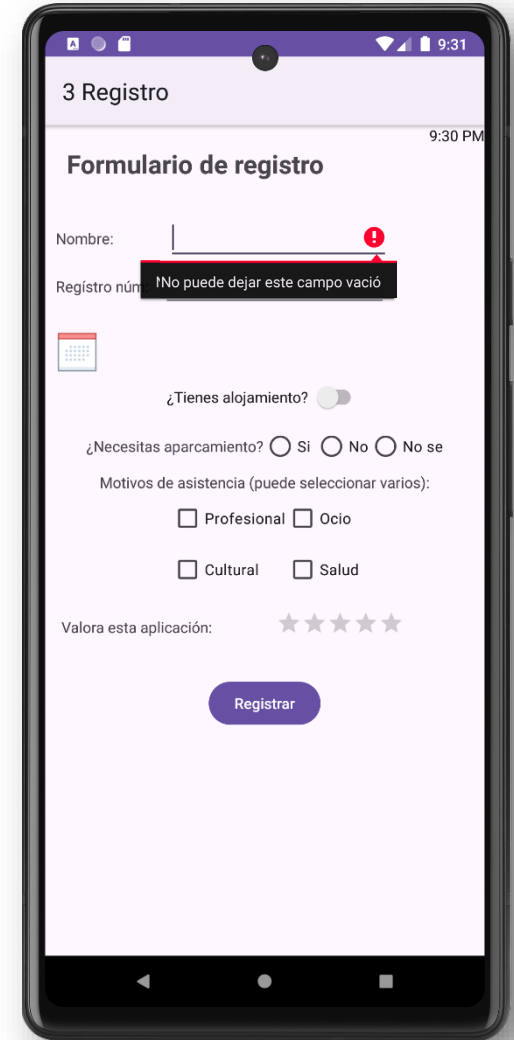 9:31
3 Registro
9:30 PM
Formulario de registro
Nombre:
No puede dejar este campo vació
Regístro núm:
¿Tienes alojamiento?
¿Necesitas aparcamiento? Si No No se
Motivos de asistencia (puede seleccionar varios):
Profesional Ocio
Cultural Salud
Valora esta aplicación:
Registrar